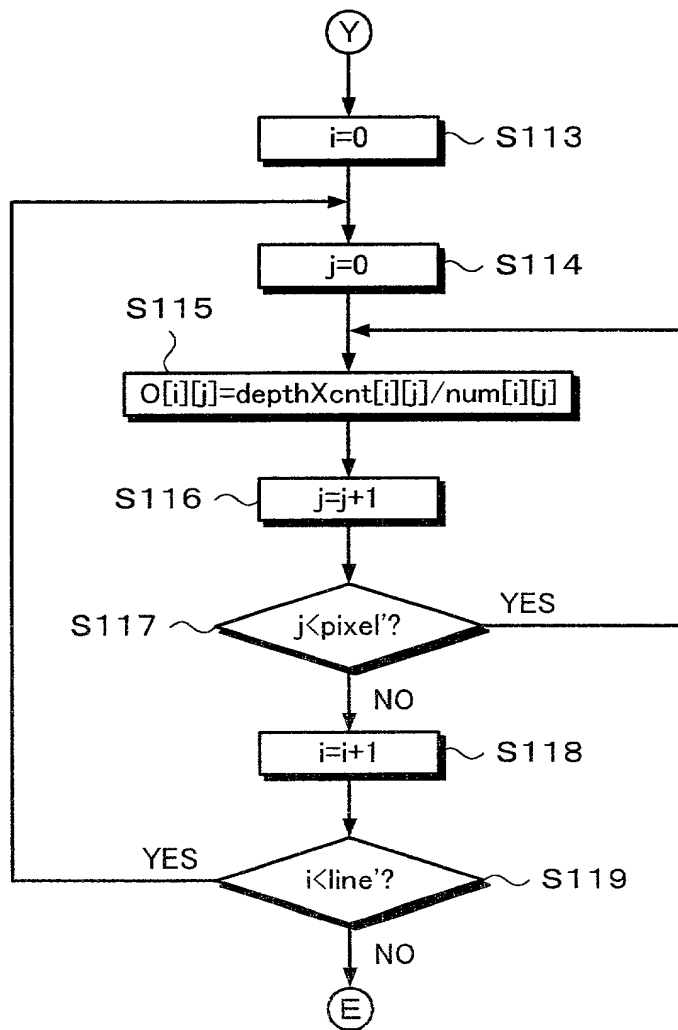 Y
i=0
S113
j=0
S114
S115
O[i][j]=depthXcnt[i][j]/num[i][j]
S116
j=j+1
S117
j<pixel'?
YES
NO
i=i+1
S118
YES
i<line'?
S119
NO
E